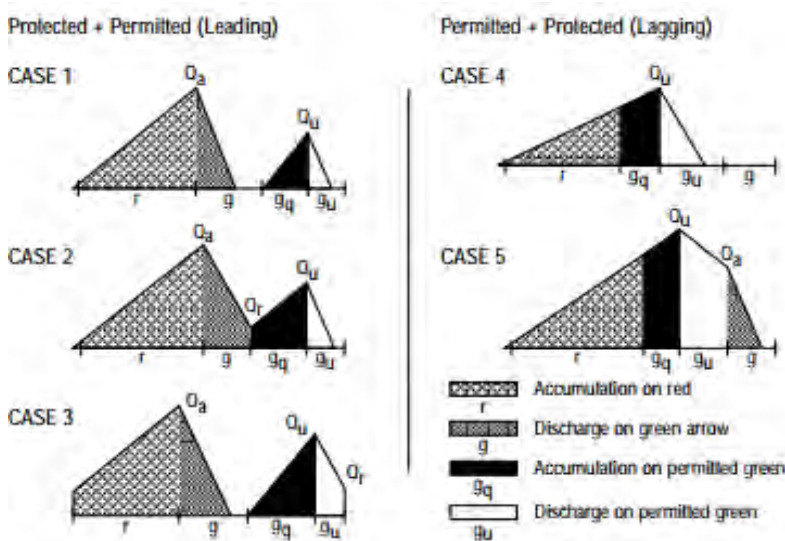 Protected + Permitted (Leading)
CASE 1
Qa
Qu
r
g
gq
gu
CASE 2
Qa
Qr
Qu
r
g
gq
gu
CASE 3
Qa
Qu
Qr
r
g
gq
gu
Permitted + Protected (Lagging)
CASE 4
Qu
r
gq
gu
g
CASE 5
Qu
Qa
r
gq
gu
g
Accumulation on red
r
Discharge on green arrow
g
Accumulation on permitted green
gq
Discharge on permitted green
gu